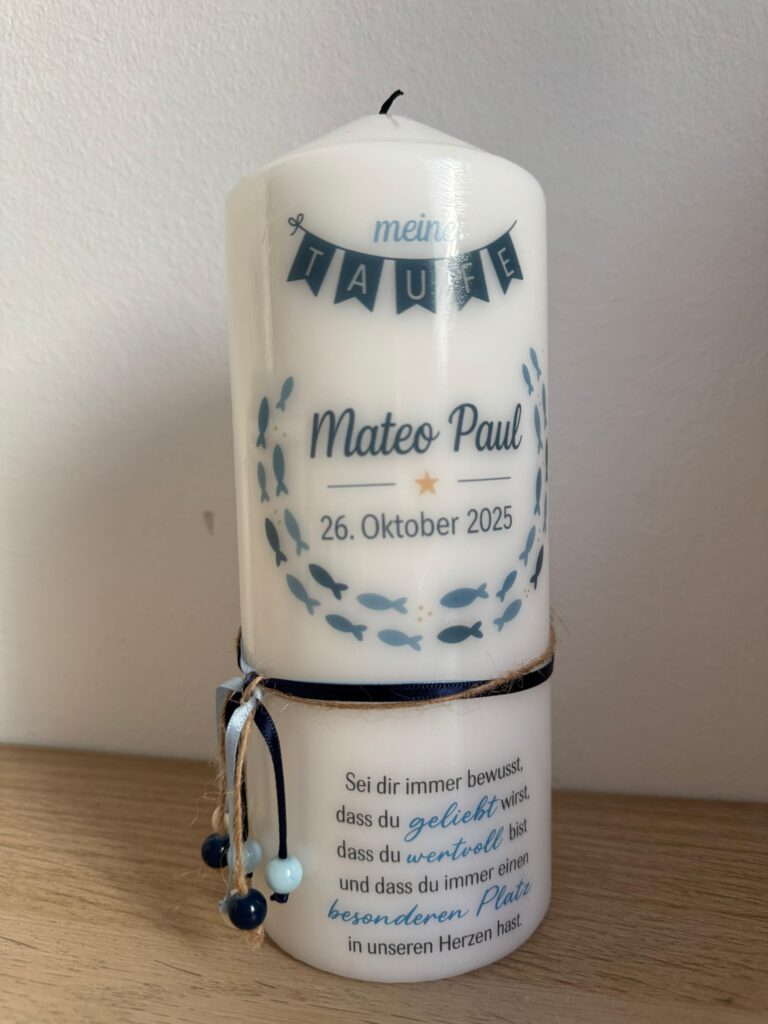 meine
TAUFE
Mateo Paul
26. Oktober 2025
Sei dir immer bewusst,
dass du geliebt wirst,
dass du wertvoll bist
und dass du immer einen
besonderen Platz
in unseren Herzen hast.